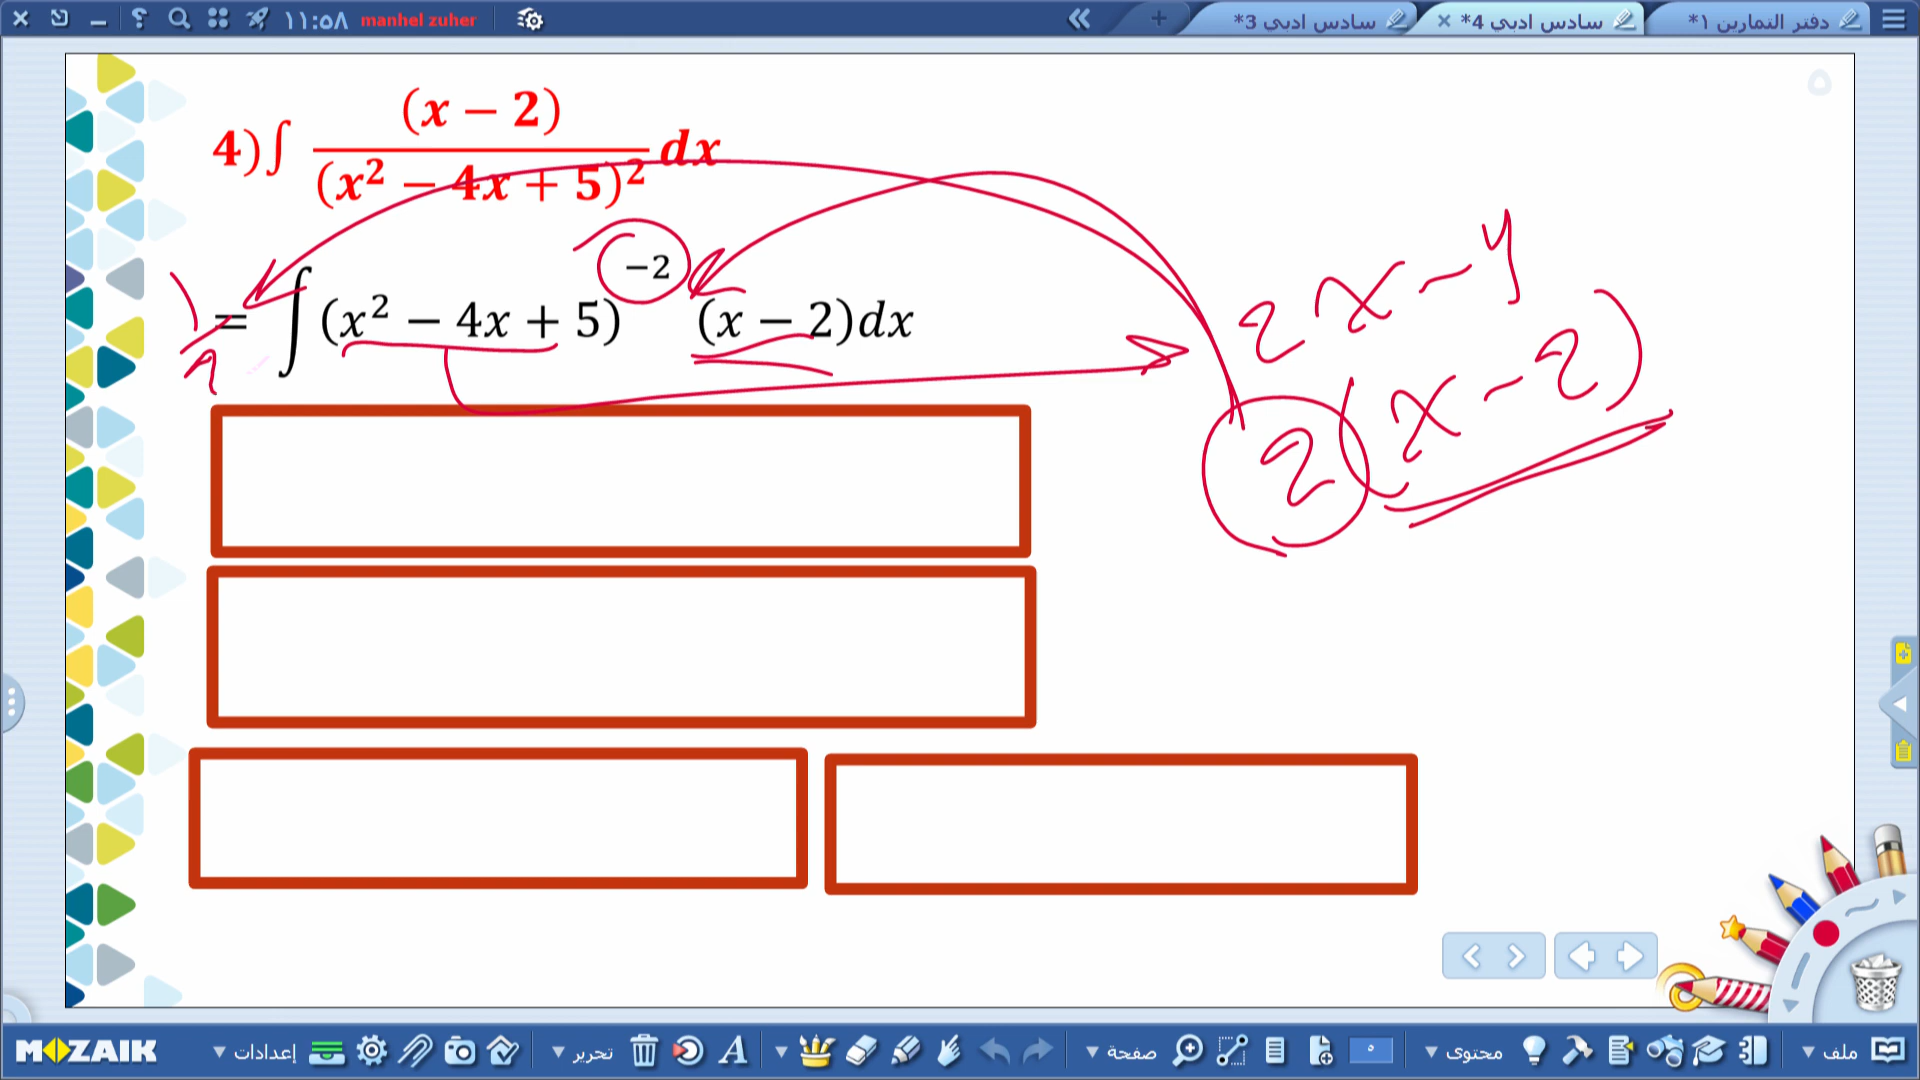 ١١:٥٨ manhel zuher
سادس ادبي 3*
سادس ادبي 4*
دفتر التمارين ١*
٥
4)∫ (x − 2) / (x² − 4x + 5)² dx
= ∫ (x² − 4x + 5)⁻² (x − 2)dx
1/2
2x − 4
2(x − 2)
MOZAIK
إعدادات
تحرير
صفحة
٥
محتوى
ملف